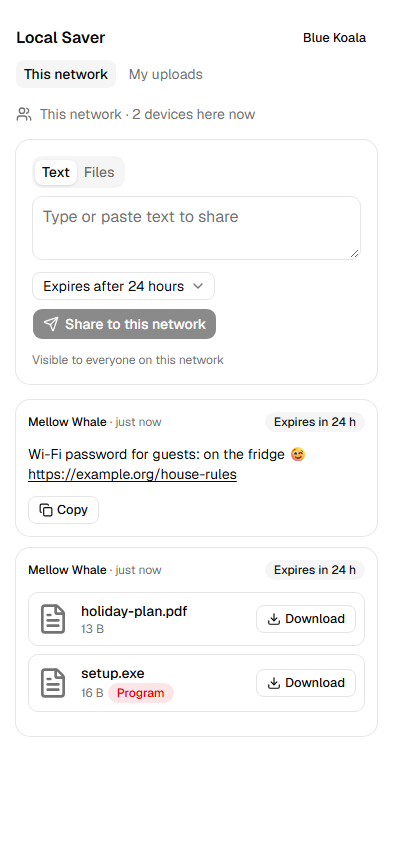 Local Saver
Blue Koala
This network
My uploads
This network · 2 devices here now
Text
Files
Type or paste text to share
Expires after 24 hours
Share to this network
Visible to everyone on this network
Mellow Whale · just now
Expires in 24 h
Wi-Fi password for guests: on the fridge 😄
https://example.org/house-rules
Copy
Mellow Whale · just now
Expires in 24 h
holiday-plan.pdf
13 B
Download
setup.exe
16 B Program
Download